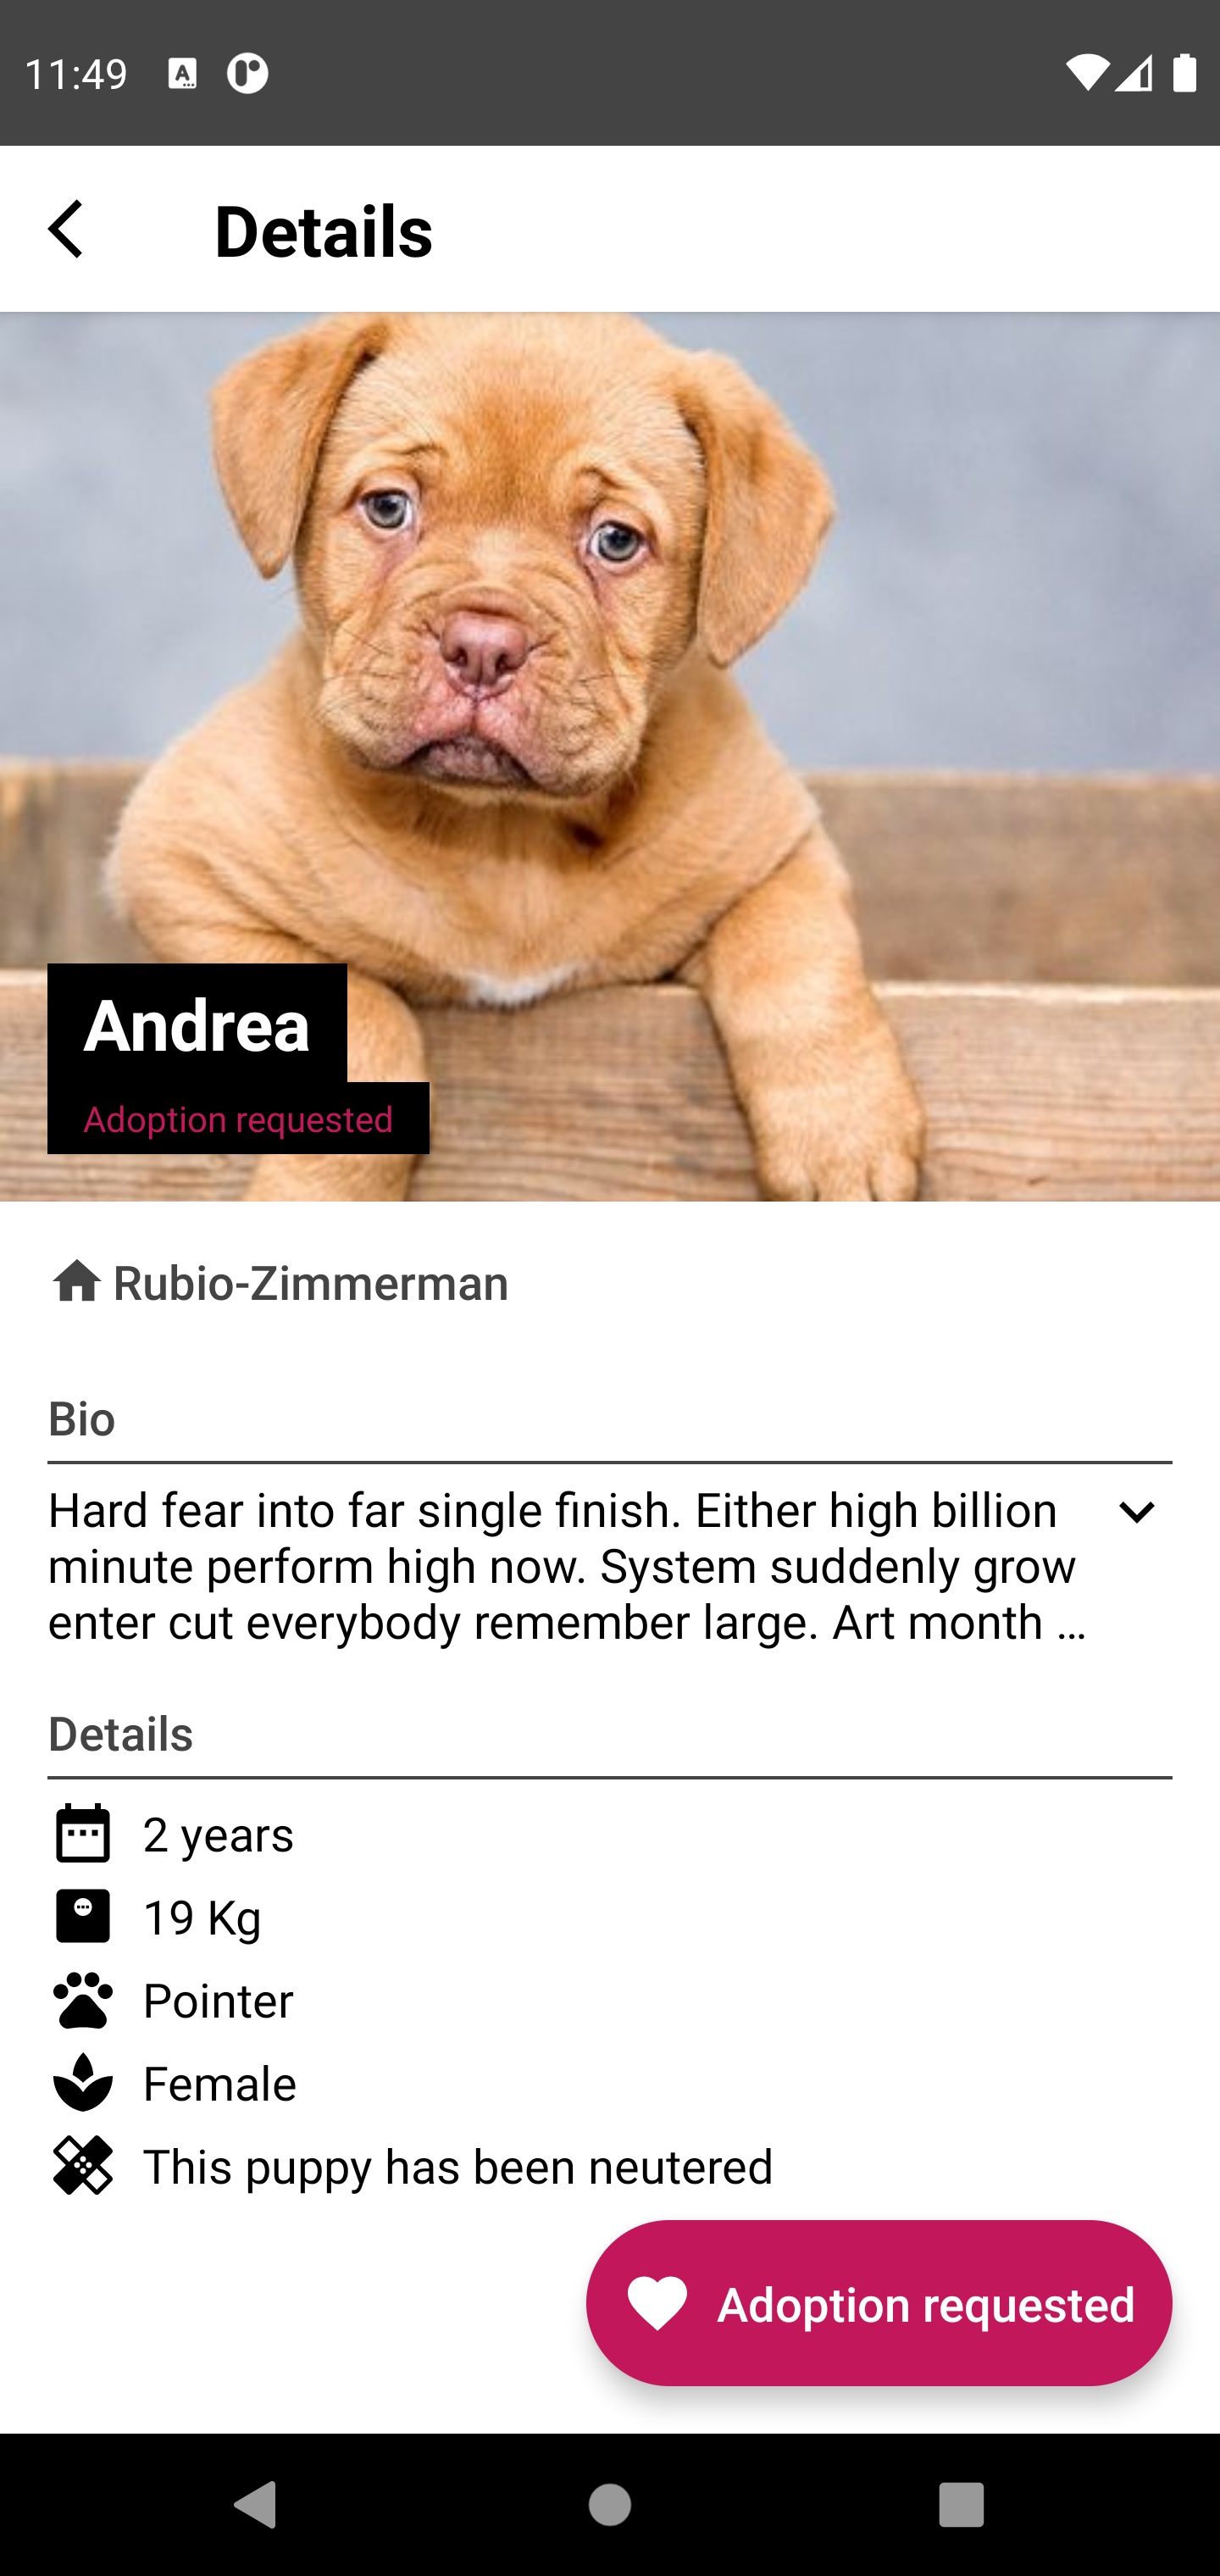 11:49
Details
Andrea
Adoption requested
Rubio-Zimmerman
Bio
Hard fear into far single finish. Either high billion
minute perform high now. System suddenly grow
enter cut everybody remember large. Art month …
Details
2 years
19 Kg
Pointer
Female
This puppy has been neutered
Adoption requested